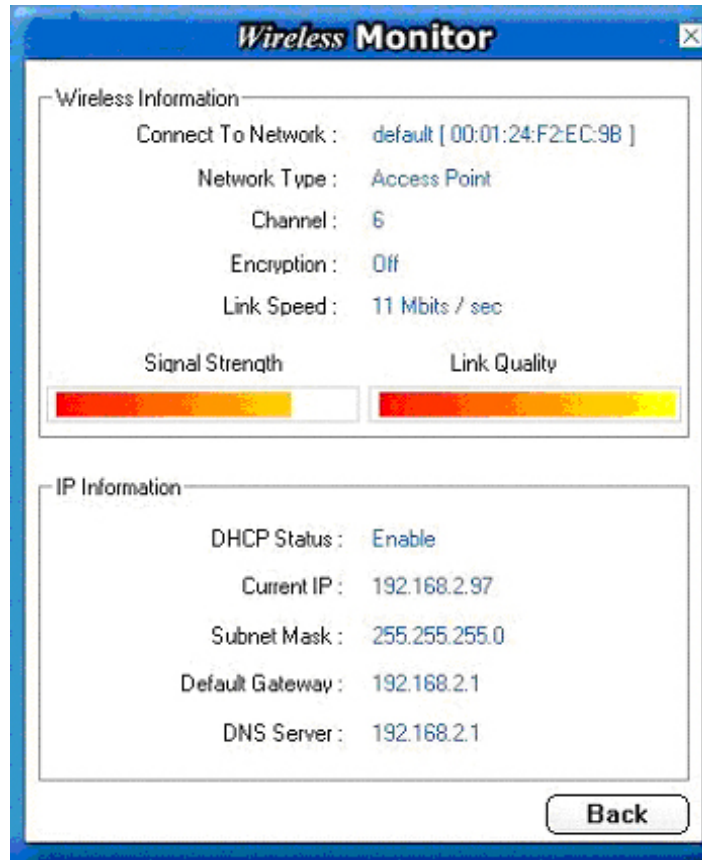 Wireless Monitor
Wireless Information
Connect To Network : default [ 00:01:24:F2:EC:9B ]
Network Type : Access Point
Channel : 6
Encryption : Off
Link Speed : 11 Mbits / sec
Signal Strength Link Quality
IP Information
DHCP Status : Enable
Current IP : 192.168.2.97
Subnet Mask : 255.255.255.0
Default Gateway : 192.168.2.1
DNS Server : 192.168.2.1
Back